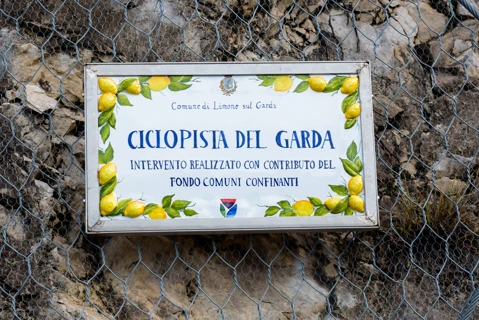 Comune di Limone sul Garda
CICLOPISTA DEL GARDA
INTERVENTO REALIZZATO CON CONTRIBUTO DEL
FONDO COMUNI CONFINANTI